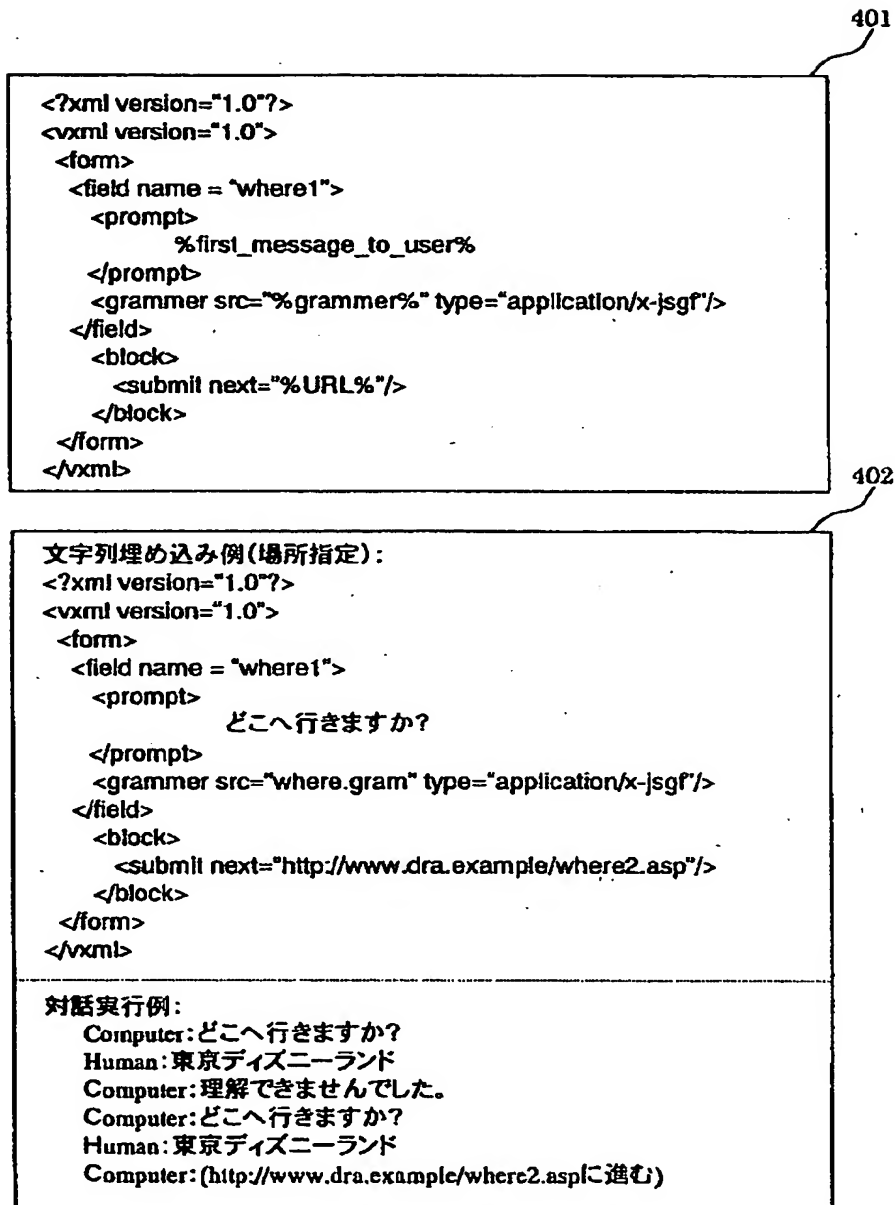 401
<?xml version="1.0"?>
<vxml version="1.0">
<form>
<field name = "where1">
<prompt>
%first_message_to_user%
</prompt>
<grammer src="%grammer%" type="application/x-jsgf"/>
</field>
<block>
<submit next="%URL%"/>
</block>
</form>
</vxml>
402
文字列埋め込み例(場所指定):
<?xml version="1.0"?>
<vxml version="1.0">
<form>
<field name = "where1">
<prompt>
どこへ行きますか?
</prompt>
<grammer src="where.gram" type="application/x-jsgf"/>
</field>
<block>
<submit next="http://www.dra.example/where2.asp"/>
</block>
</form>
</vxml>
対話実行例:
Computer:どこへ行きますか?
Human:東京ディズニーランド
Computer:理解できませんでした。
Computer:どこへ行きますか?
Human:東京ディズニーランド
Computer:(http://www.dra.example/where2.aspに進む)